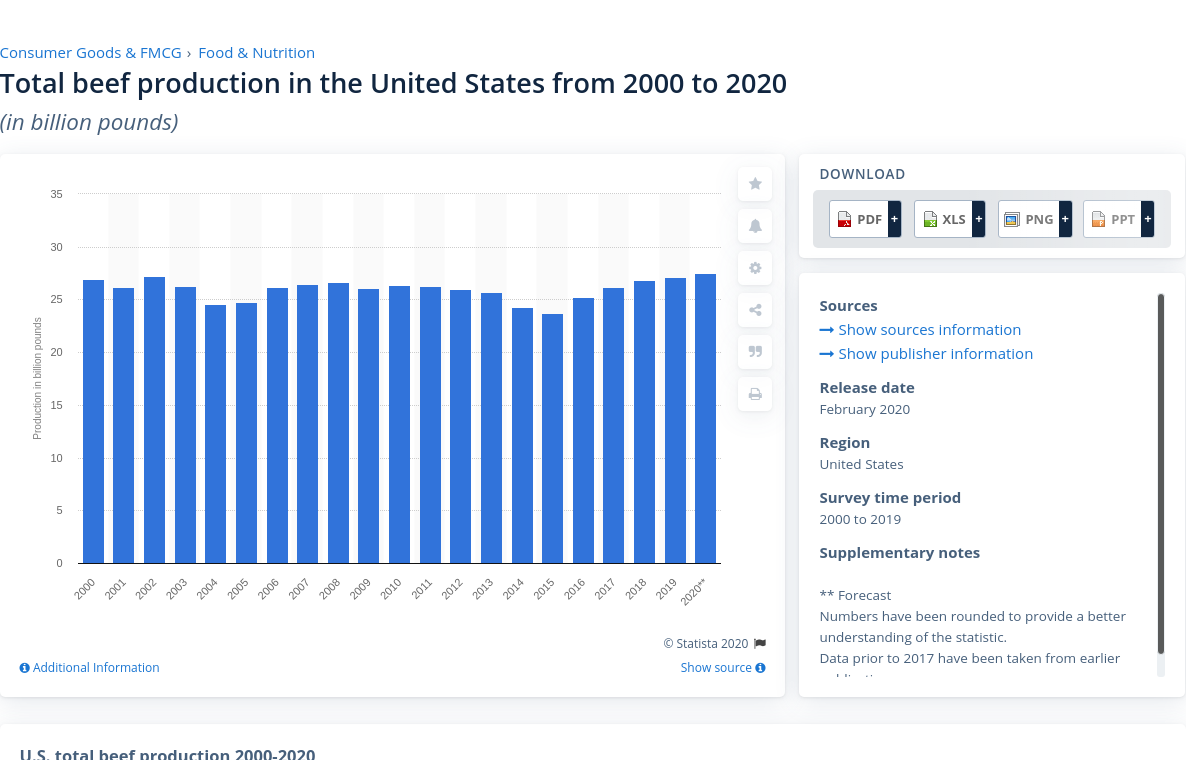 Consumer Goods & FMCG › Food & Nutrition
Total beef production in the United States from 2000 to 2020
(in billion pounds)
35
30
25
20
15
10
5
0
Production in billion pounds
2000 2001 2002 2003 2004 2005 2006 2007 2008 2009 2010 2011 2012 2013 2014 2015 2016 2017 2018 2019 2020**
© Statista 2020
Additional Information
Show source
DOWNLOAD
PDF + XLS + PNG + PPT +
Sources
Show sources information
Show publisher information
Release date
February 2020
Region
United States
Survey time period
2000 to 2019
Supplementary notes
** Forecast
Numbers have been rounded to provide a better
understanding of the statistic.
Data prior to 2017 have been taken from earlier
U.S. total beef production 2000-2020